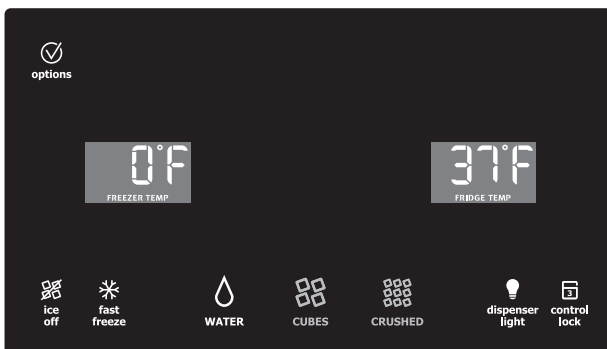 options
0°F
FREEZER TEMP
37°F
FRIDGE TEMP
ice
off
fast
freeze
WATER
CUBES
CRUSHED
dispenser
light
3
control
lock